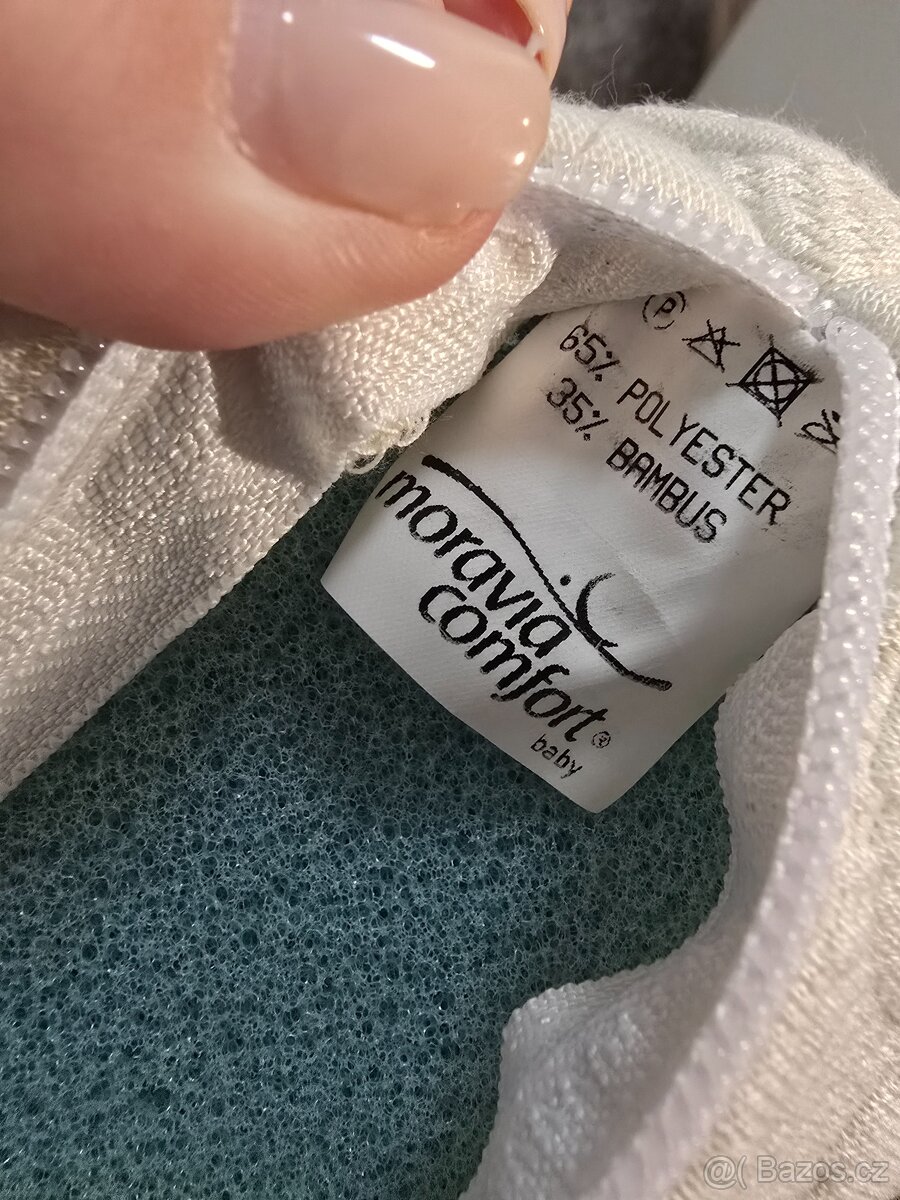 P
65% POLYESTER
35% BAMBUS
moravia
comfort®
baby
@( Bazos.cz